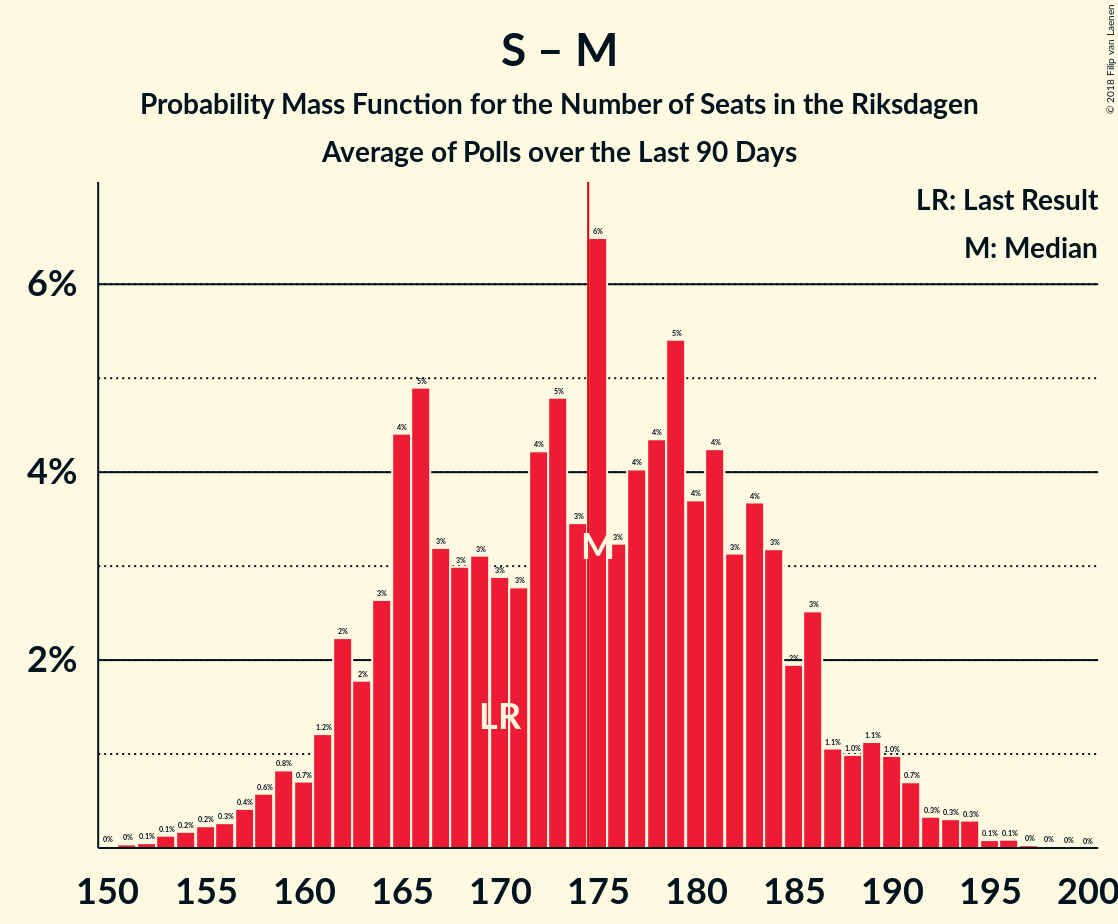 S – M
Probability Mass Function for the Number of Seats in the Riksdagen
Average of Polls over the Last 90 Days
© 2018 Filip van Laenen
LR: Last Result
M: Median
6%
4%
2%
0% 0% 0.1% 0.1% 0.2% 0.2% 0.3% 0.4% 0.6% 0.8% 0.7% 1.2% 2% 2% 3% 4% 5% 3% 3% 3% 3% 3% 4% 5% 3% 6% 3% 4% 4% 5% 4% 4% 3% 4% 3% 2% 3% 1.1% 1.0% 1.1% 1.0% 0.7% 0.3% 0.3% 0.3% 0.1% 0.1% 0% 0% 0% 0%
M
LR
150 155 160 165 170 175 180 185 190 195 200